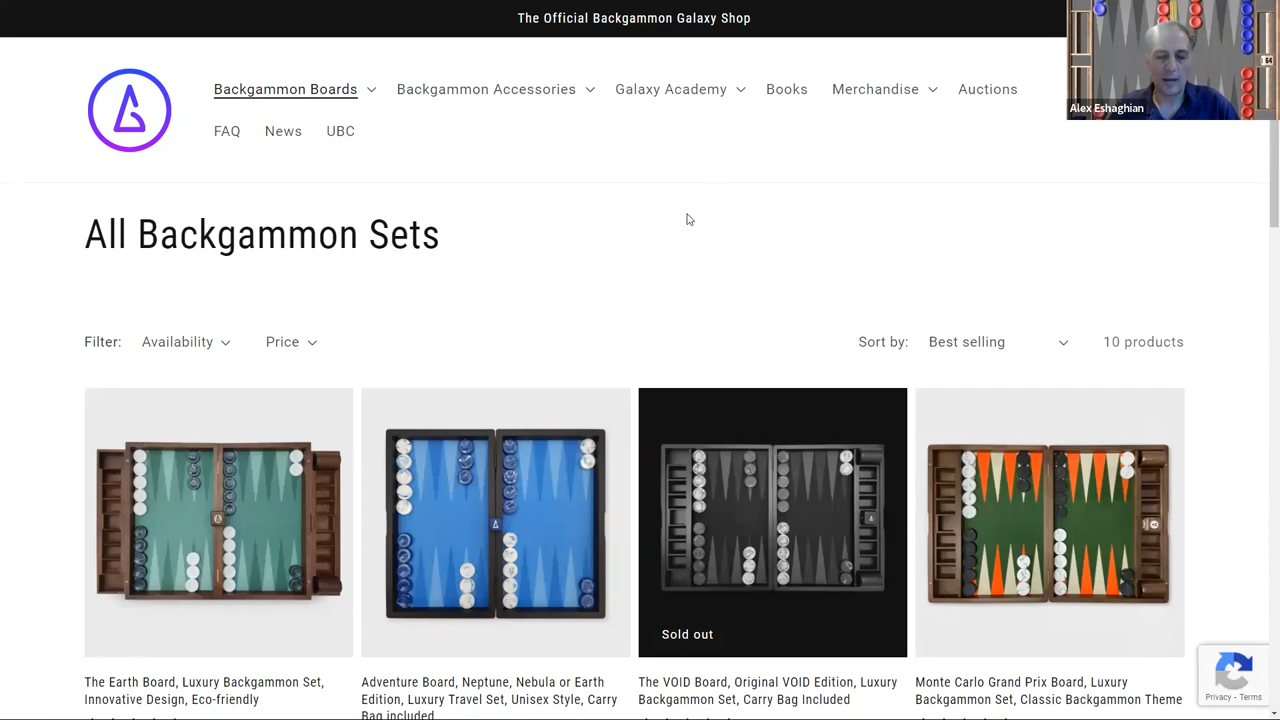 The Official Backgammon Galaxy Shop
Backgammon Boards
Backgammon Accessories
Galaxy Academy
Books
Merchandise
Auctions
FAQ
News
UBC
Alex Eshaghian
64
All Backgammon Sets
Filter:
Availability
Price
Sort by:
Best selling
10 products
Sold out
The Earth Board, Luxury Backgammon Set,
Innovative Design, Eco-friendly
Adventure Board, Neptune, Nebula or Earth
Edition, Luxury Travel Set, Unisex Style, Carry
Bag included
The VOID Board, Original VOID Edition, Luxury
Backgammon Set, Carry Bag Included
Monte Carlo Grand Prix Board, Luxury
Backgammon Set, Classic Backgammon Theme
Privacy - Terms